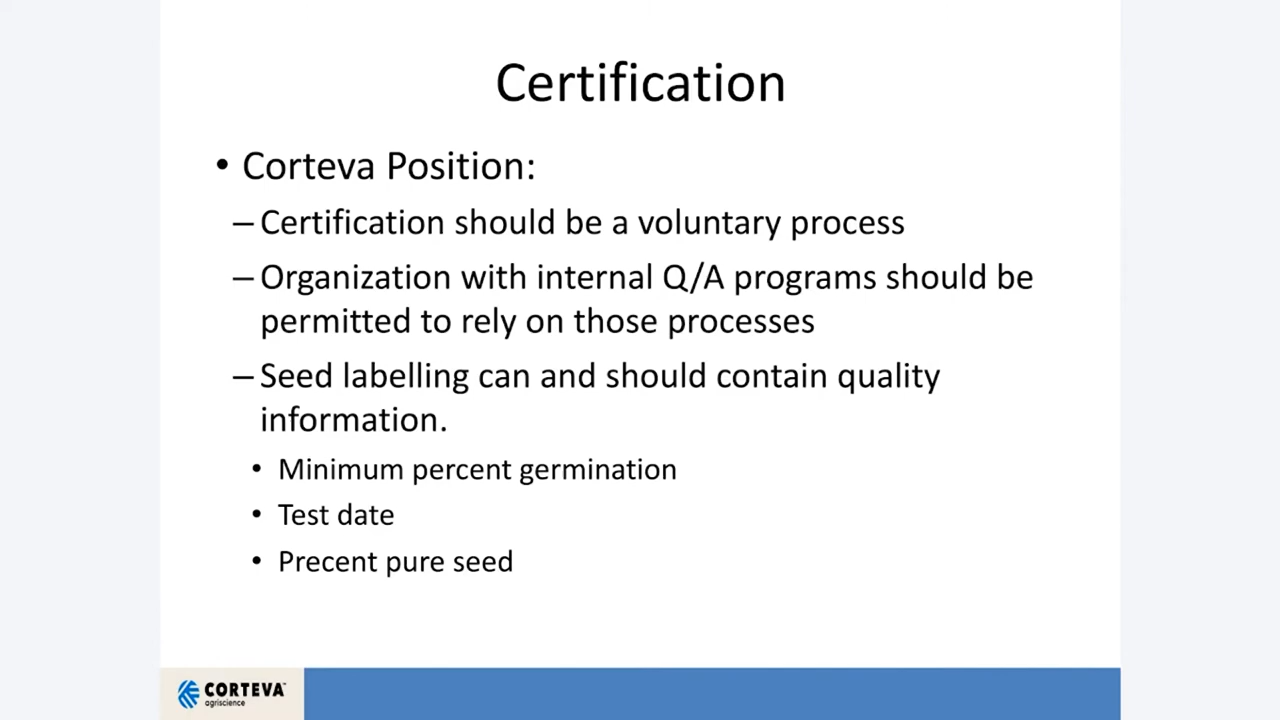 Certification
• Corteva Position:
– Certification should be a voluntary process
– Organization with internal Q/A programs should be
permitted to rely on those processes
– Seed labelling can and should contain quality
information.
• Minimum percent germination
• Test date
• Precent pure seed
CORTEVA™
agriscience